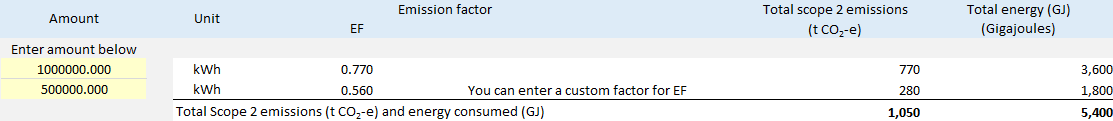 Amount Unit Emission factor Total scope 2 emissions Total energy (GJ)
EF (t CO₂-e) (Gigajoules)
Enter amount below
1000000.000 kWh 0.770 770 3,600
500000.000 kWh 0.560 You can enter a custom factor for EF 280 1,800
Total Scope 2 emissions (t CO₂-e) and energy consumed (GJ) 1,050 5,400